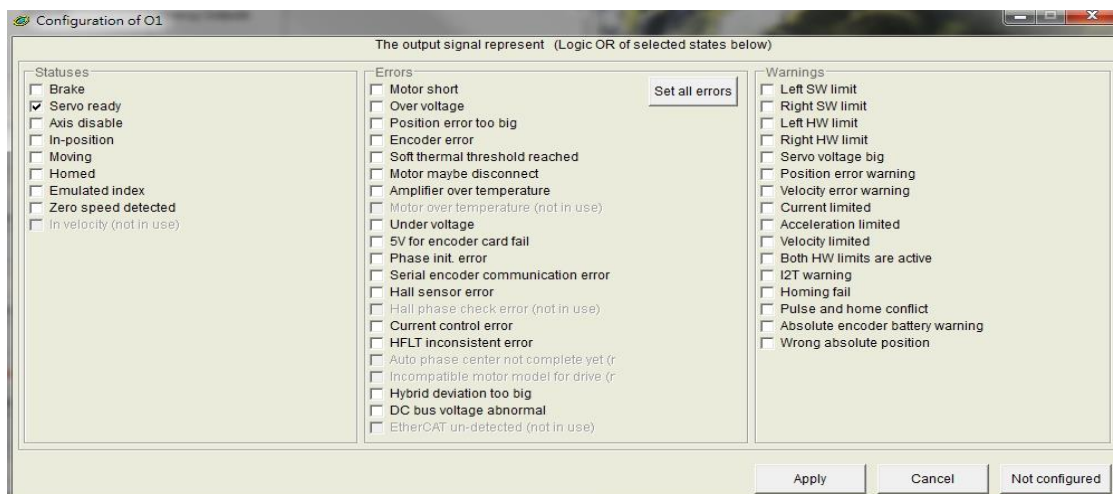 Configuration of O1
The output signal represent (Logic OR of selected states below)
Statuses
Brake
Servo ready
Axis disable
In-position
Moving
Homed
Emulated index
Zero speed detected
In velocity (not in use)
Errors
Set all errors
Motor short
Over voltage
Position error too big
Encoder error
Soft thermal threshold reached
Motor maybe disconnect
Amplifier over temperature
Motor over temperature (not in use)
Under voltage
5V for encoder card fail
Phase init. error
Serial encoder communication error
Hall sensor error
Hall phase check error (not in use)
Current control error
HFLT inconsistent error
Auto phase center not complete yet (r
Incompatible motor model for drive (r
Hybrid deviation too big
DC bus voltage abnormal
EtherCAT un-detected (not in use)
Warnings
Left SW limit
Right SW limit
Left HW limit
Right HW limit
Servo voltage big
Position error warning
Velocity error warning
Current limited
Acceleration limited
Velocity limited
Both HW limits are active
I2T warning
Homing fail
Pulse and home conflict
Absolute encoder battery warning
Wrong absolute position
Apply
Cancel
Not configured